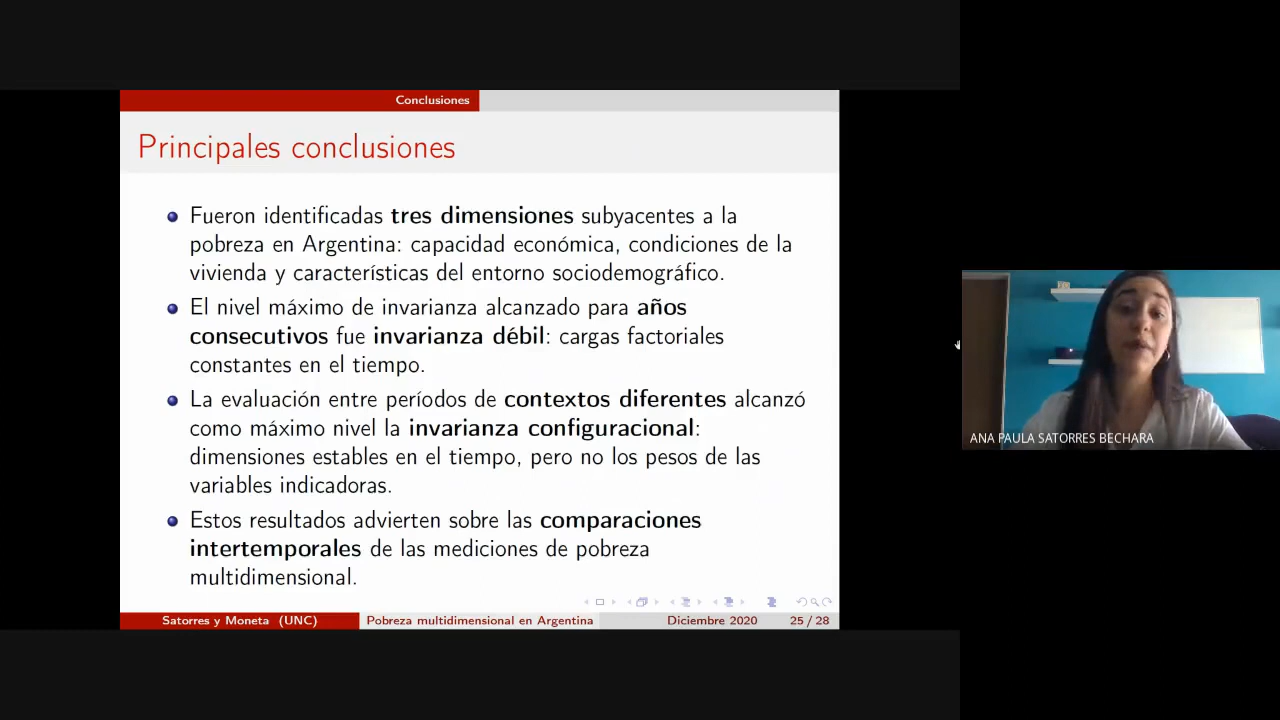 Conclusiones
Principales conclusiones
Fueron identificadas tres dimensiones subyacentes a la
pobreza en Argentina: capacidad económica, condiciones de la
vivienda y características del entorno sociodemográfico.
El nivel máximo de invarianza alcanzado para años
consecutivos fue invarianza débil: cargas factoriales
constantes en el tiempo.
La evaluación entre períodos de contextos diferentes alcanzó
como máximo nivel la invarianza configuracional:
dimensiones estables en el tiempo, pero no los pesos de las
variables indicadoras.
Estos resultados advierten sobre las comparaciones
intertemporales de las mediciones de pobreza
multidimensional.
Satorres y Moneta (UNC) Pobreza multidimensional en Argentina Diciembre 2020 25 / 28
ANA PAULA SATORRES BECHARA